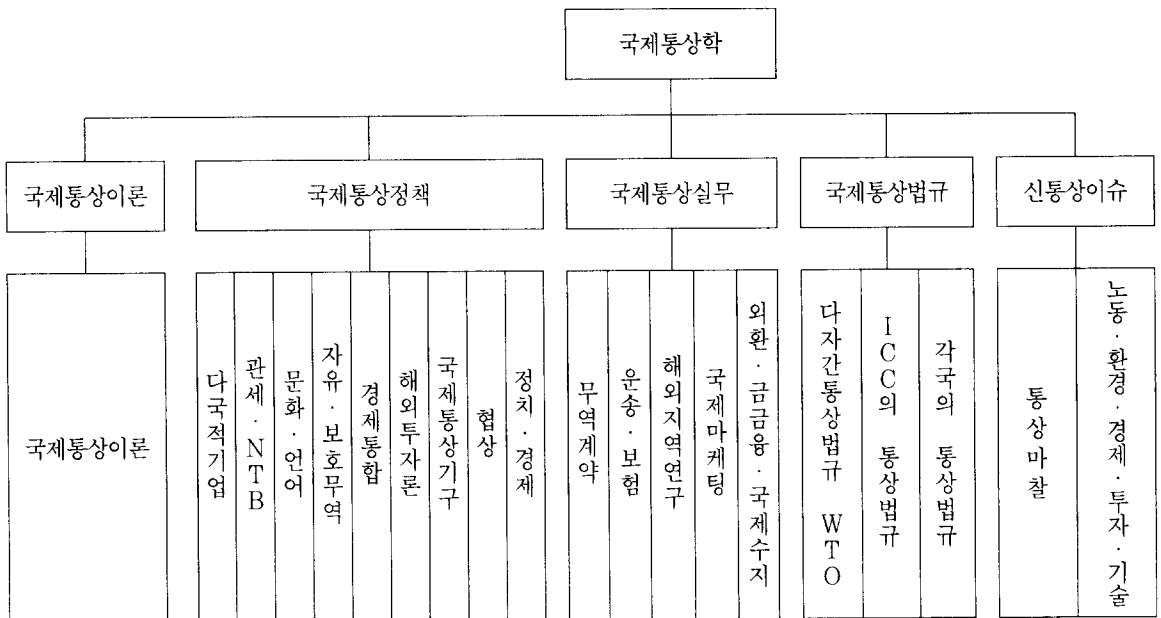 국제통상학
국제통상이론
국제통상정책
국제통상실무
국제통상법규
신통상이슈
국제통상이론
다국적기업
관세·NTB
문화·언어
자유·보호무역
경제통합
해외투자론
국제통상기구
협상
정치·경제
무역계약
운송·보험
해외지역연구
국제마케팅
외환·금금융·국제수지
다자간통상법규 WTO
ICC의 통상법규
각국의 통상법규
통상마찰
노동·환경·경제·투자·기술